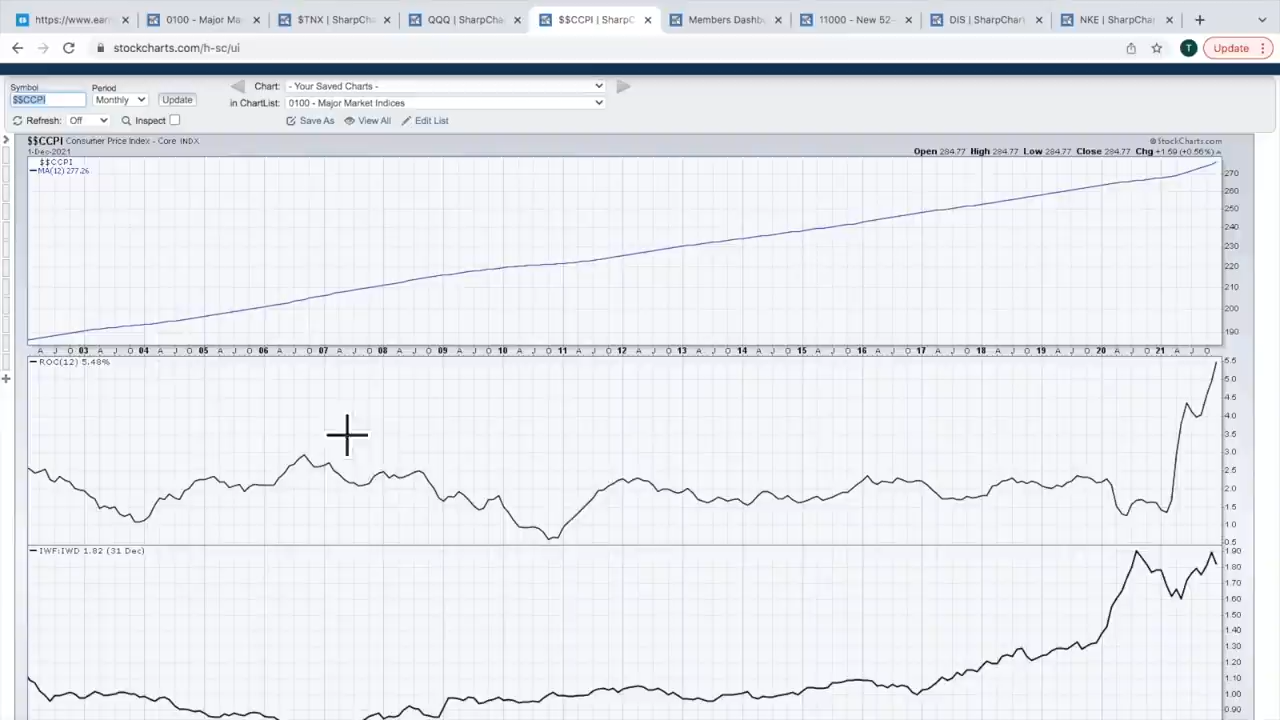 https://www.earn
0100 - Major Ma
$TNX | SharpCha
QQQ | SharpCha
$$CCPI | SharpC
Members Dashb
11000 - New 52-
DIS | SharpChart
NKE | SharpChar
stockcharts.com/h-sc/ui
T
Update
Symbol
Period
$$CCPI
Monthly
Update
Chart:
- Your Saved Charts -
in ChartList:
0100 - Major Market Indices
Refresh:
Off
Inspect
Save As
View All
Edit List
$$CCPI Consumer Price Index - Core INDX
© StockCharts.com
1-Dec-2021
Open 284.77 High 284.77 Low 284.77 Close 284.77 Chg +1.59 (+0.56%)
$$CCPI
MA(12) 277.26
270
260
250
240
230
220
210
200
190
A J O 03 A J O 04 A J O 05 A J O 06 A J O 07 A J O 08 A J O 09 A J O 10 A J O 11 A J O 12 A J O 13 A J O 14 A J O 15 A J O 16 A J O 17 A J O 18 A J O 19 A J O 20 A J O 21 A J O
ROC(12) 5.48%
5.5
5.0
4.5
4.0
3.5
3.0
2.5
2.0
1.5
1.0
0.5
IWF:IWD 1.82 (31 Dec)
1.90
1.80
1.70
1.60
1.50
1.40
1.30
1.20
1.10
1.00
0.90